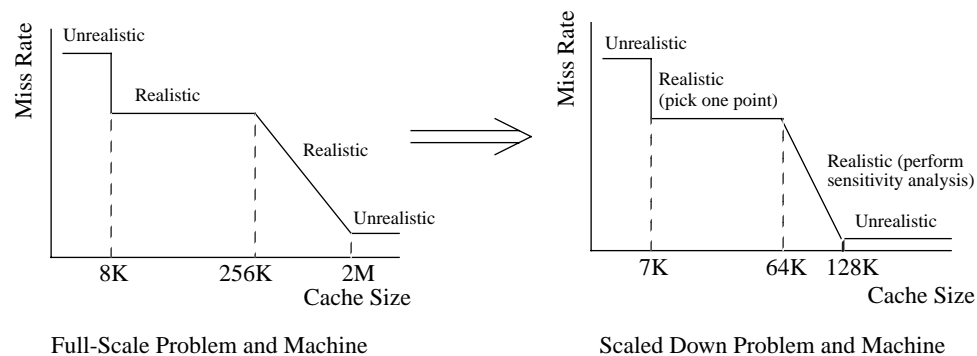 Miss Rate
Unrealistic
Realistic
Realistic
Unrealistic
8K
256K
2M
Cache Size
Full-Scale Problem and Machine
Miss Rate
Unrealistic
Realistic
(pick one point)
Realistic (perform
sensitivity analysis)
Unrealistic
7K
64K
128K
Cache Size
Scaled Down Problem and Machine